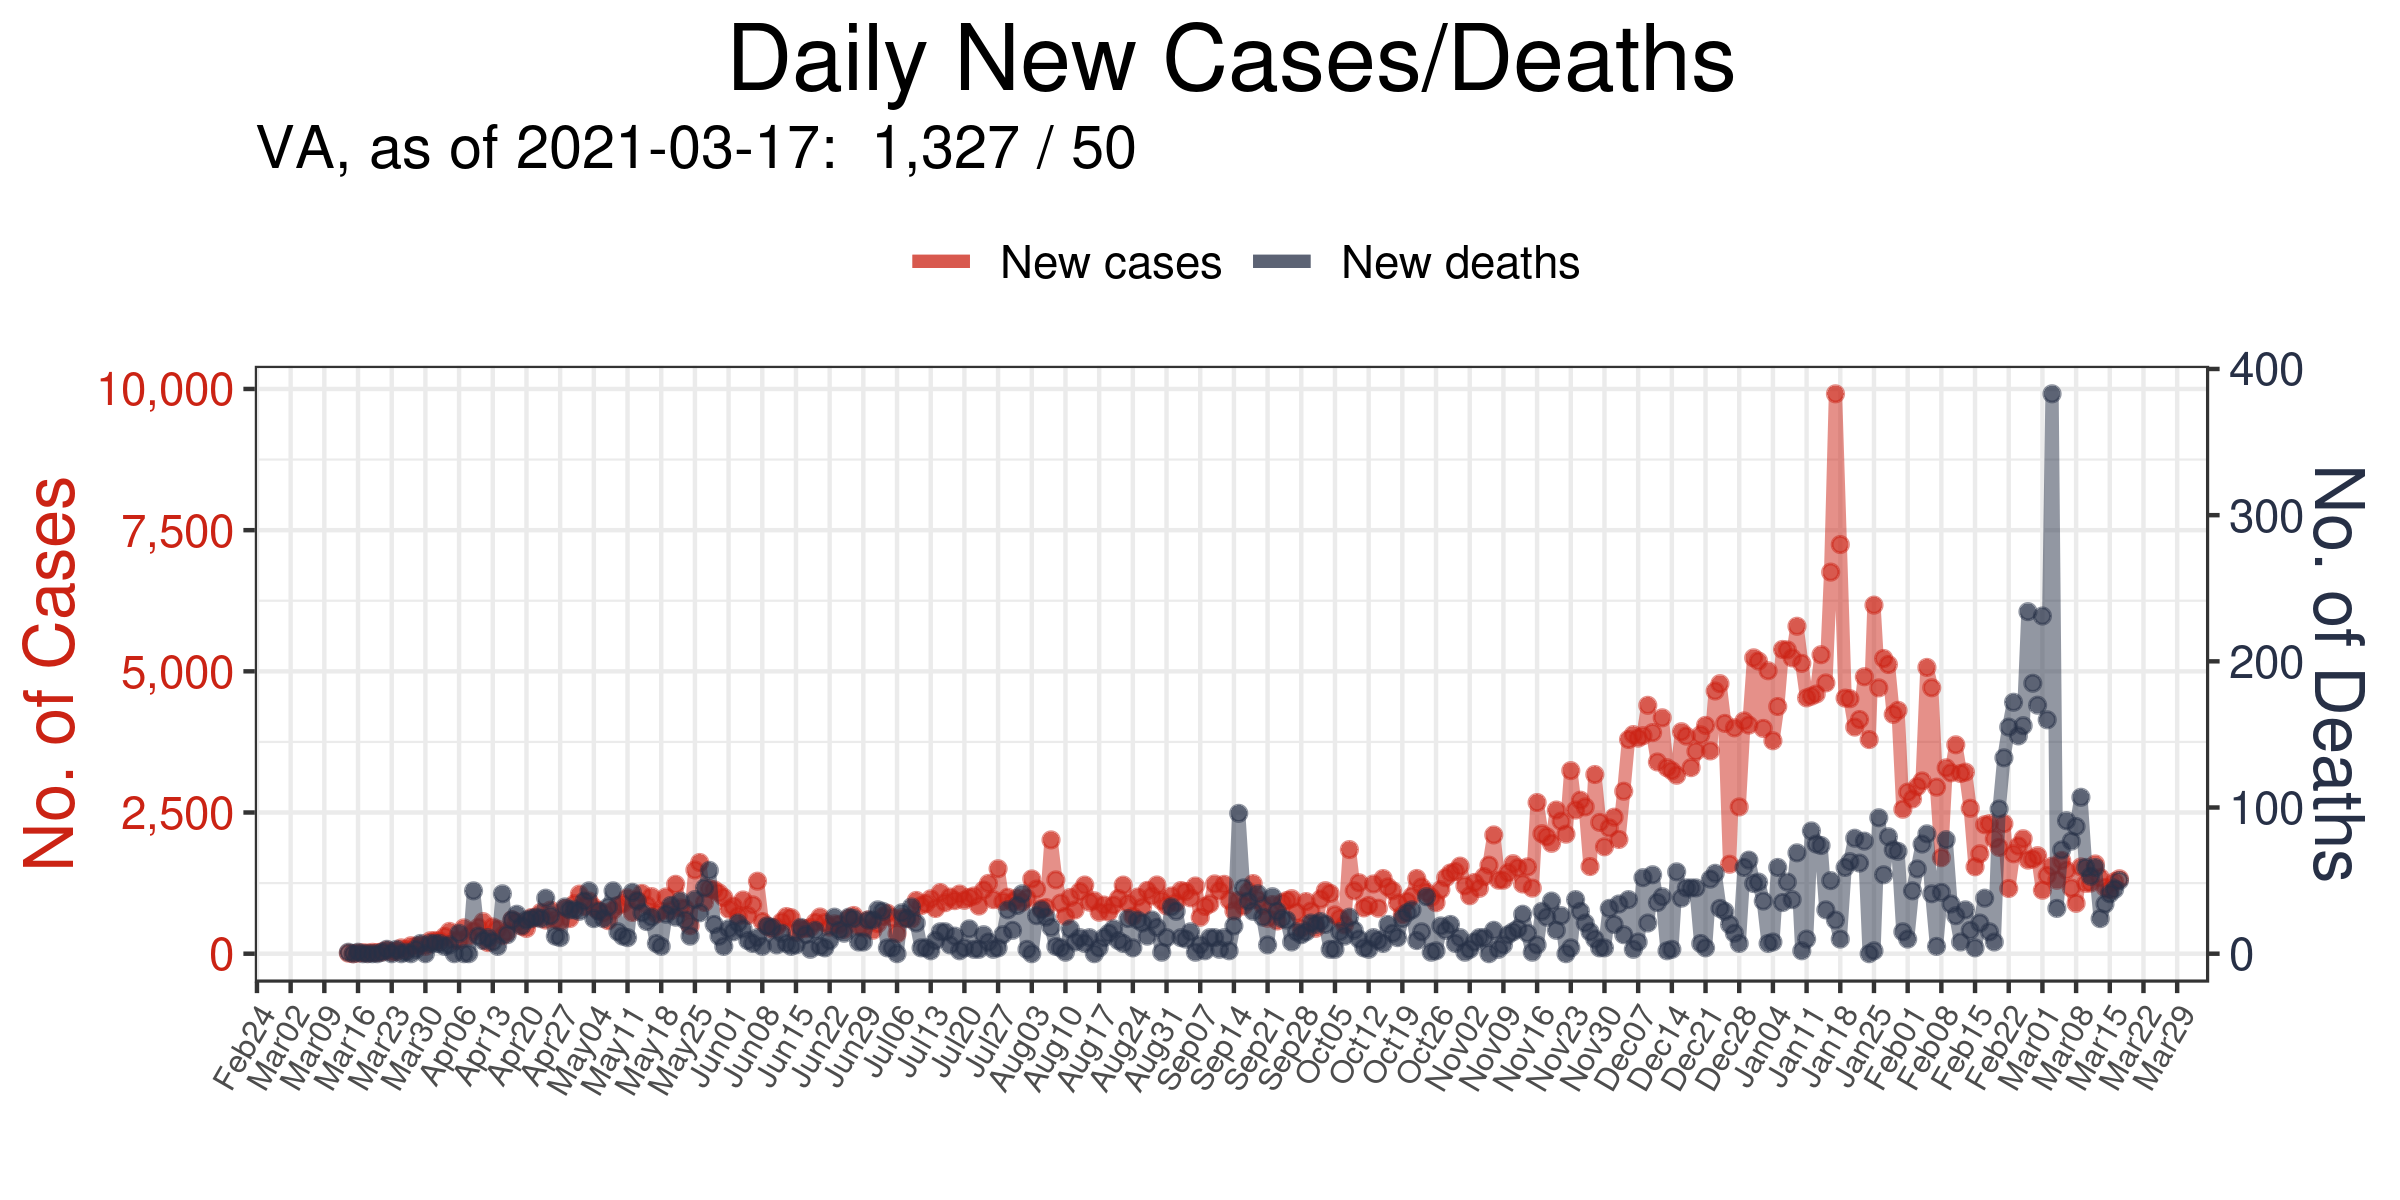 Daily New Cases/Deaths
VA, as of 2021-03-17:  1,327 / 50
New cases
New deaths
No. of Cases
10,000
7,500
5,000
2,500
0
400
300
200
100
0
No. of Deaths
Feb24
Mar02
Mar09
Mar16
Mar23
Mar30
Apr06
Apr13
Apr20
Apr27
May04
May11
May18
May25
Jun01
Jun08
Jun15
Jun22
Jun29
Jul06
Jul13
Jul20
Jul27
Aug03
Aug10
Aug17
Aug24
Aug31
Sep07
Sep14
Sep21
Sep28
Oct05
Oct12
Oct19
Oct26
Nov02
Nov09
Nov16
Nov23
Nov30
Dec07
Dec14
Dec21
Dec28
Jan04
Jan11
Jan18
Jan25
Feb01
Feb08
Feb15
Feb22
Mar01
Mar08
Mar15
Mar22
Mar29